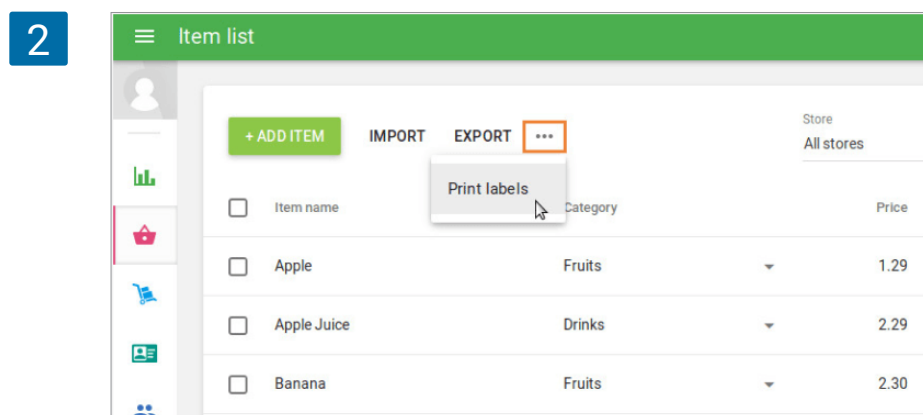 2
Item list
+ ADD ITEM IMPORT EXPORT •••
Store
All stores
Print labels
Item name Category Price
Apple Fruits 1.29
Apple Juice Drinks 2.29
Banana Fruits 2.30